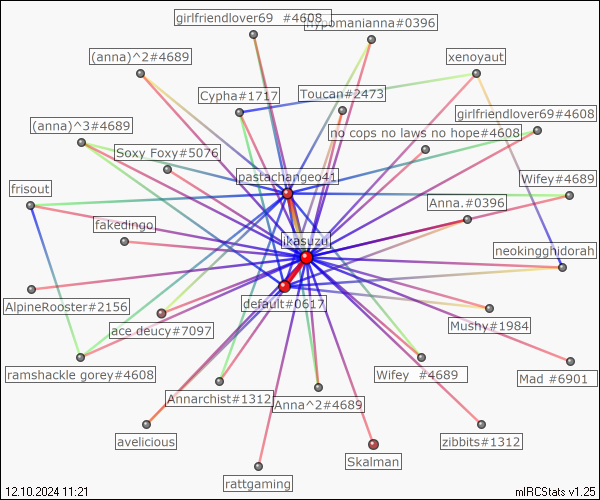 girlfriendlover69 #4608
hypomanianna#0396
(anna)^2#4689
xenoyaut
Cypha#1717
Toucan#2473
girlfriendlover69#4608
(anna)^3#4689
no cops no laws no hope#4608
Soxy Foxy#5076
pastachangeo41
Wifey#4689
frisout
Anna.#0396
fakedingo
ikasuzu
neokingghidorah
AlpineRooster#2156
default#0617
ace deucy#7097
Mushy#1984
ramshackle gorey#4608
Wifey #4689
Mad #6901
Annarchist#1312
Anna^2#4689
avelicious
zibbits#1312
Skalman
rattgaming
12.10.2024 11:21
mIRCStats v1.25